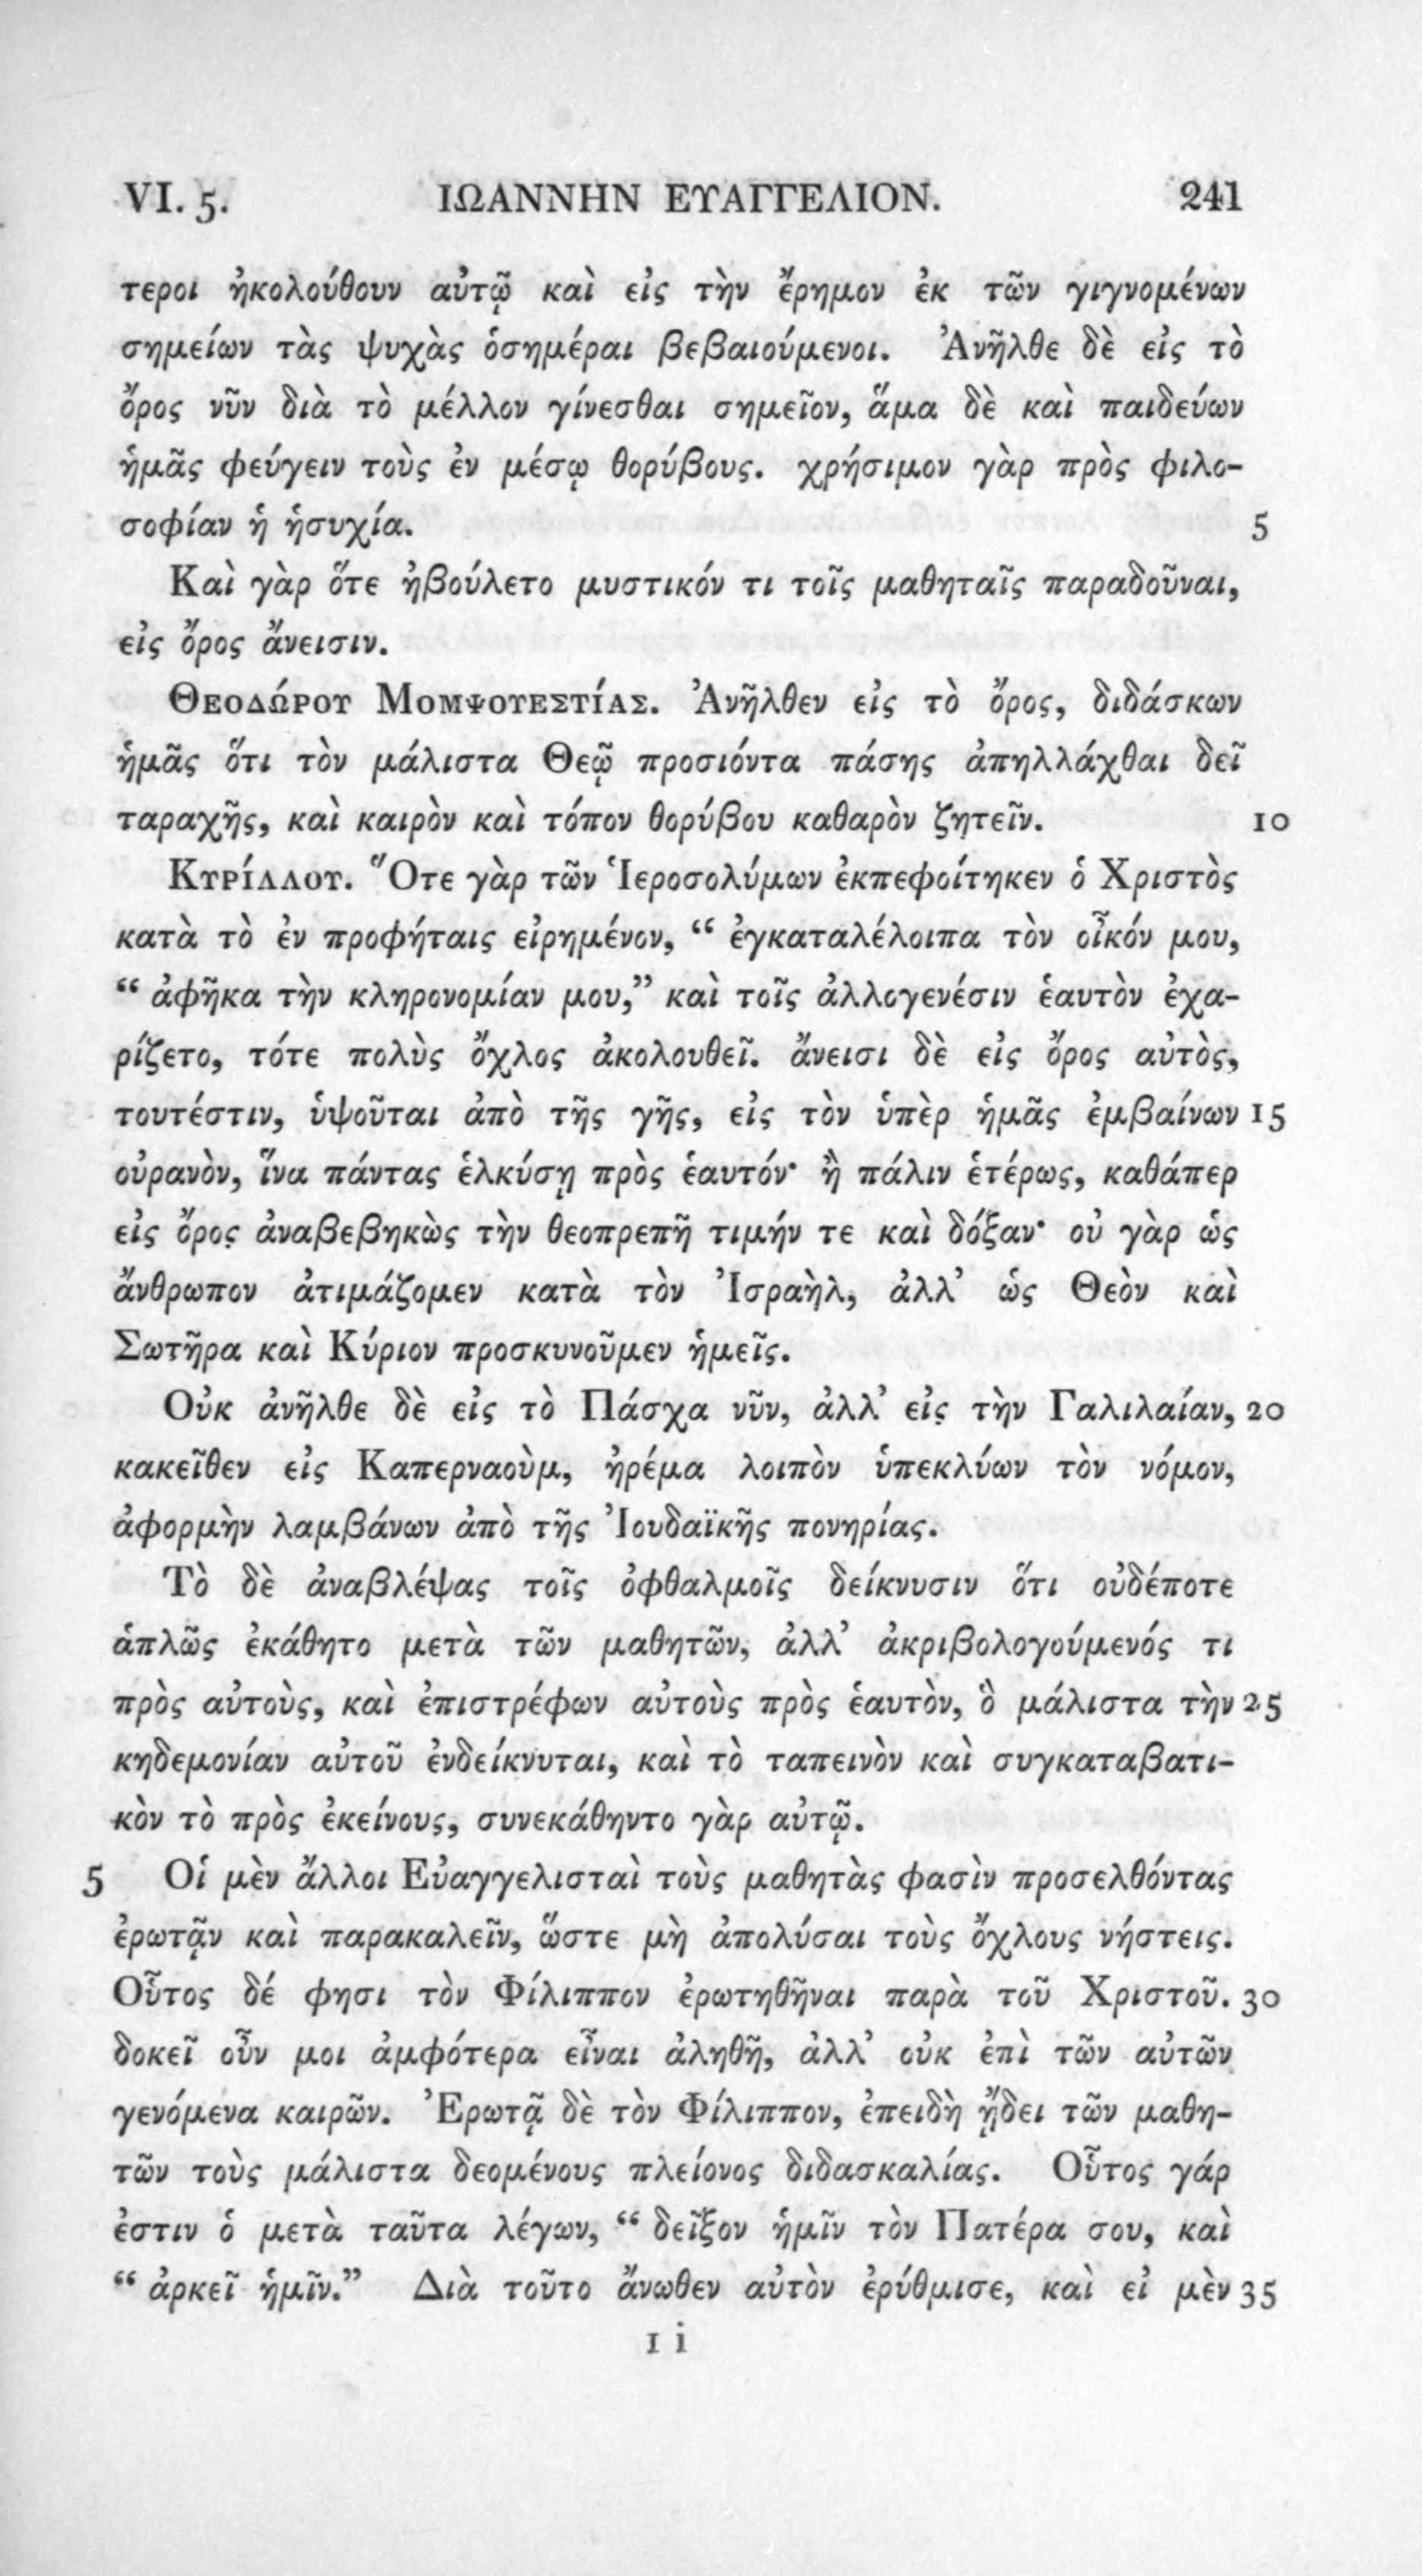 VI. 5. ΙΩΑΝΝΗΝ ΕΥΑΓΓΕΛΙΟΝ. 241
τεροι ἠκολούθουν αὐτῷ καὶ εἰς τὴν ἔρημον ἐκ τῶν γιγνομένων
σημείων τὰς ψυχὰς ὁσημέραι βεβαιούμενοι. Ἀνῆλθε δὲ εἰς τὸ
ὄρος νῦν διὰ τὸ μέλλον γίνεσθαι σημεῖον, ἅμα δὲ καὶ παιδεύων
ἡμᾶς φεύγειν τοὺς ἐν μέσῳ θορύβους. χρήσιμον γὰρ πρὸς φιλο-
σοφίαν ἡ ἡσυχία. 5
Καὶ γὰρ ὅτε ἠβούλετο μυστικόν τι τοῖς μαθηταῖς παραδοῦναι,
εἰς ὄρος ἄνεισιν.
ΘΕΟΔΏΡΟΥ ΜΟΜΨΟΥΕΣΤΊΑΣ. Ἀνῆλθεν εἰς τὸ ὄρος, διδάσκων
ἡμᾶς ὅτι τὸν μάλιστα Θεῷ προσιόντα πάσης ἀπηλλάχθαι δεῖ
ταραχῆς, καὶ καιρὸν καὶ τόπον θορύβου καθαρὸν ζητεῖν. 10
ΚΥΡΊΛΛΟΥ. Ὅτε γὰρ τῶν Ἱεροσολύμων ἐκπεφοίτηκεν ὁ Χριστὸς
κατὰ τὸ ἐν προφήταις εἰρημένον, “ ἐγκαταλέλοιπα τὸν οἶκόν μου,
“ ἀφῆκα τὴν κληρονομίαν μου,” καὶ τοῖς ἀλλογενέσιν ἑαυτὸν ἐχα-
ρίζετο, τότε πολὺς ὄχλος ἀκολουθεῖ. ἄνεισι δὲ εἰς ὄρος αὐτὸς,
τουτέστιν, ὑψοῦται ἀπὸ τῆς γῆς, εἰς τὸν ὑπὲρ ἡμᾶς ἐμβαίνων 15
οὐρανὸν, ἵνα πάντας ἑλκύσῃ πρὸς ἑαυτόν· ἢ πάλιν ἑτέρως, καθάπερ
εἰς ὄρος ἀναβεβηκὼς τὴν θεοπρεπῆ τιμήν τε καὶ δόξαν· οὐ γὰρ ὡς
ἄνθρωπον ἀτιμάζομεν κατὰ τὸν Ἰσραὴλ, ἀλλ’ ὡς Θεὸν καὶ
Σωτῆρα καὶ Κύριον προσκυνοῦμεν ἡμεῖς.
Οὐκ ἀνῆλθε δὲ εἰς τὸ Πάσχα νῦν, ἀλλ’ εἰς τὴν Γαλιλαίαν, 20
κακεῖθεν εἰς Καπερναοὺμ, ἠρέμα λοιπὸν ὑπεκλύων τὸν νόμον,
ἀφορμὴν λαμβάνων ἀπὸ τῆς Ἰουδαϊκῆς πονηρίας.
Τὸ δὲ ἀναβλέψας τοῖς ὀφθαλμοῖς δείκνυσιν ὅτι οὐδέποτε
ἁπλῶς ἐκάθητο μετὰ τῶν μαθητῶν, ἀλλ’ ἀκριβολογούμενός τι
πρὸς αὐτοὺς, καὶ ἐπιστρέφων αὐτοὺς πρὸς ἑαυτὸν, ὃ μάλιστα τὴν 25
κηδεμονίαν αὐτοῦ ἐνδείκνυται, καὶ τὸ ταπεινὸν καὶ συγκαταβατι-
κὸν τὸ πρὸς ἐκείνους, συνεκάθηντο γὰρ αὐτῷ.
5 Οἱ μὲν ἄλλοι Εὐαγγελισταὶ τοὺς μαθητὰς φασὶν προσελθόντας
ἐρωτᾷν καὶ παρακαλεῖν, ὥστε μὴ ἀπολύσαι τοὺς ὄχλους νήστεις.
Οὗτος δέ φησι τὸν Φίλιππον ἐρωτηθῆναι παρὰ τοῦ Χριστοῦ. 30
δοκεῖ οὖν μοι ἀμφότερα εἶναι ἀληθῆ, ἀλλ’ οὐκ ἐπὶ τῶν αὐτῶν
γενόμενα καιρῶν. Ἐρωτᾷ δὲ τὸν Φίλιππον, ἐπειδὴ ᾔδει τῶν μαθη-
τῶν τοὺς μάλιστα δεομένους πλείονος διδασκαλίας. Οὗτος γάρ
ἐστιν ὁ μετὰ ταῦτα λέγων, “ δεῖξον ἡμῖν τὸν Πατέρα σου, καὶ
“ ἀρκεῖ ἡμῖν.” Διὰ τοῦτο ἄνωθεν αὐτὸν ἐρύθμισε, καὶ εἰ μὲν 35
I i